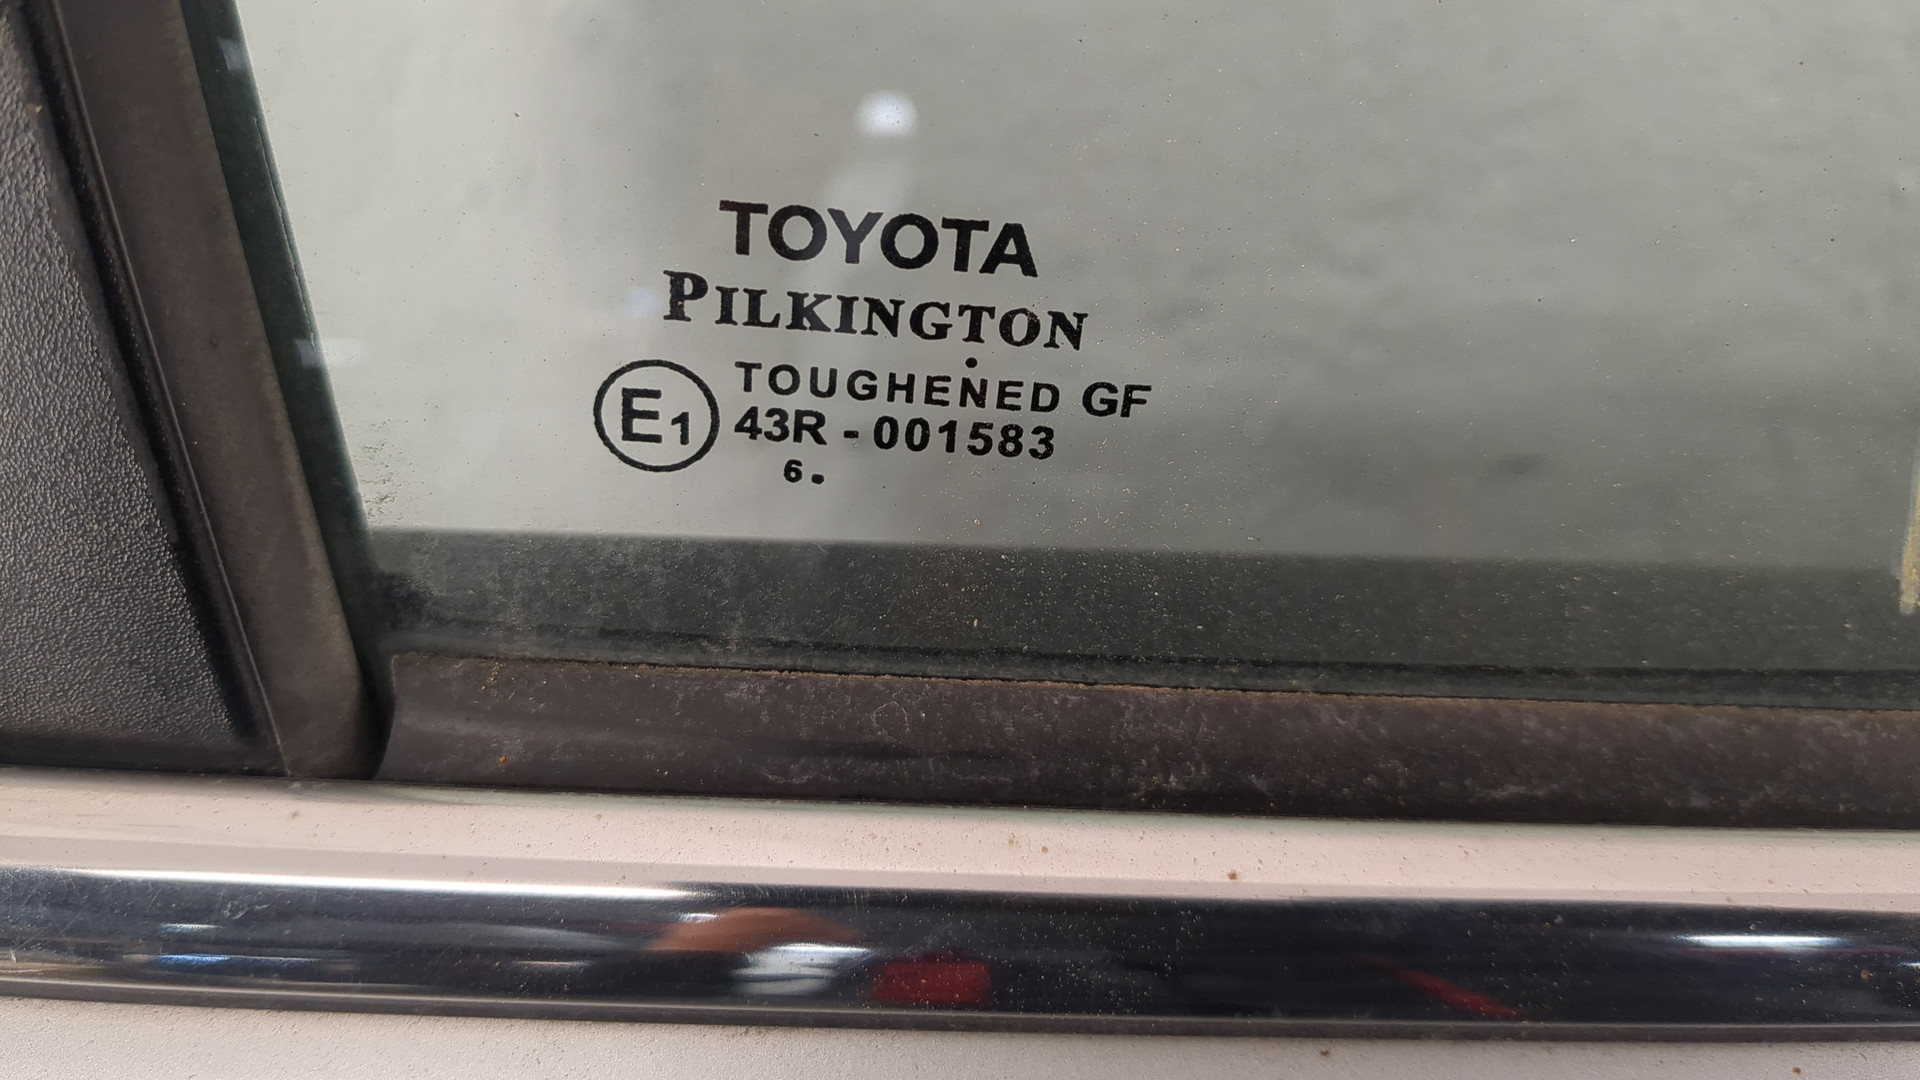 TOYOTA
PILKINGTON
E1 TOUGHENED GF
43R - 001583
6.